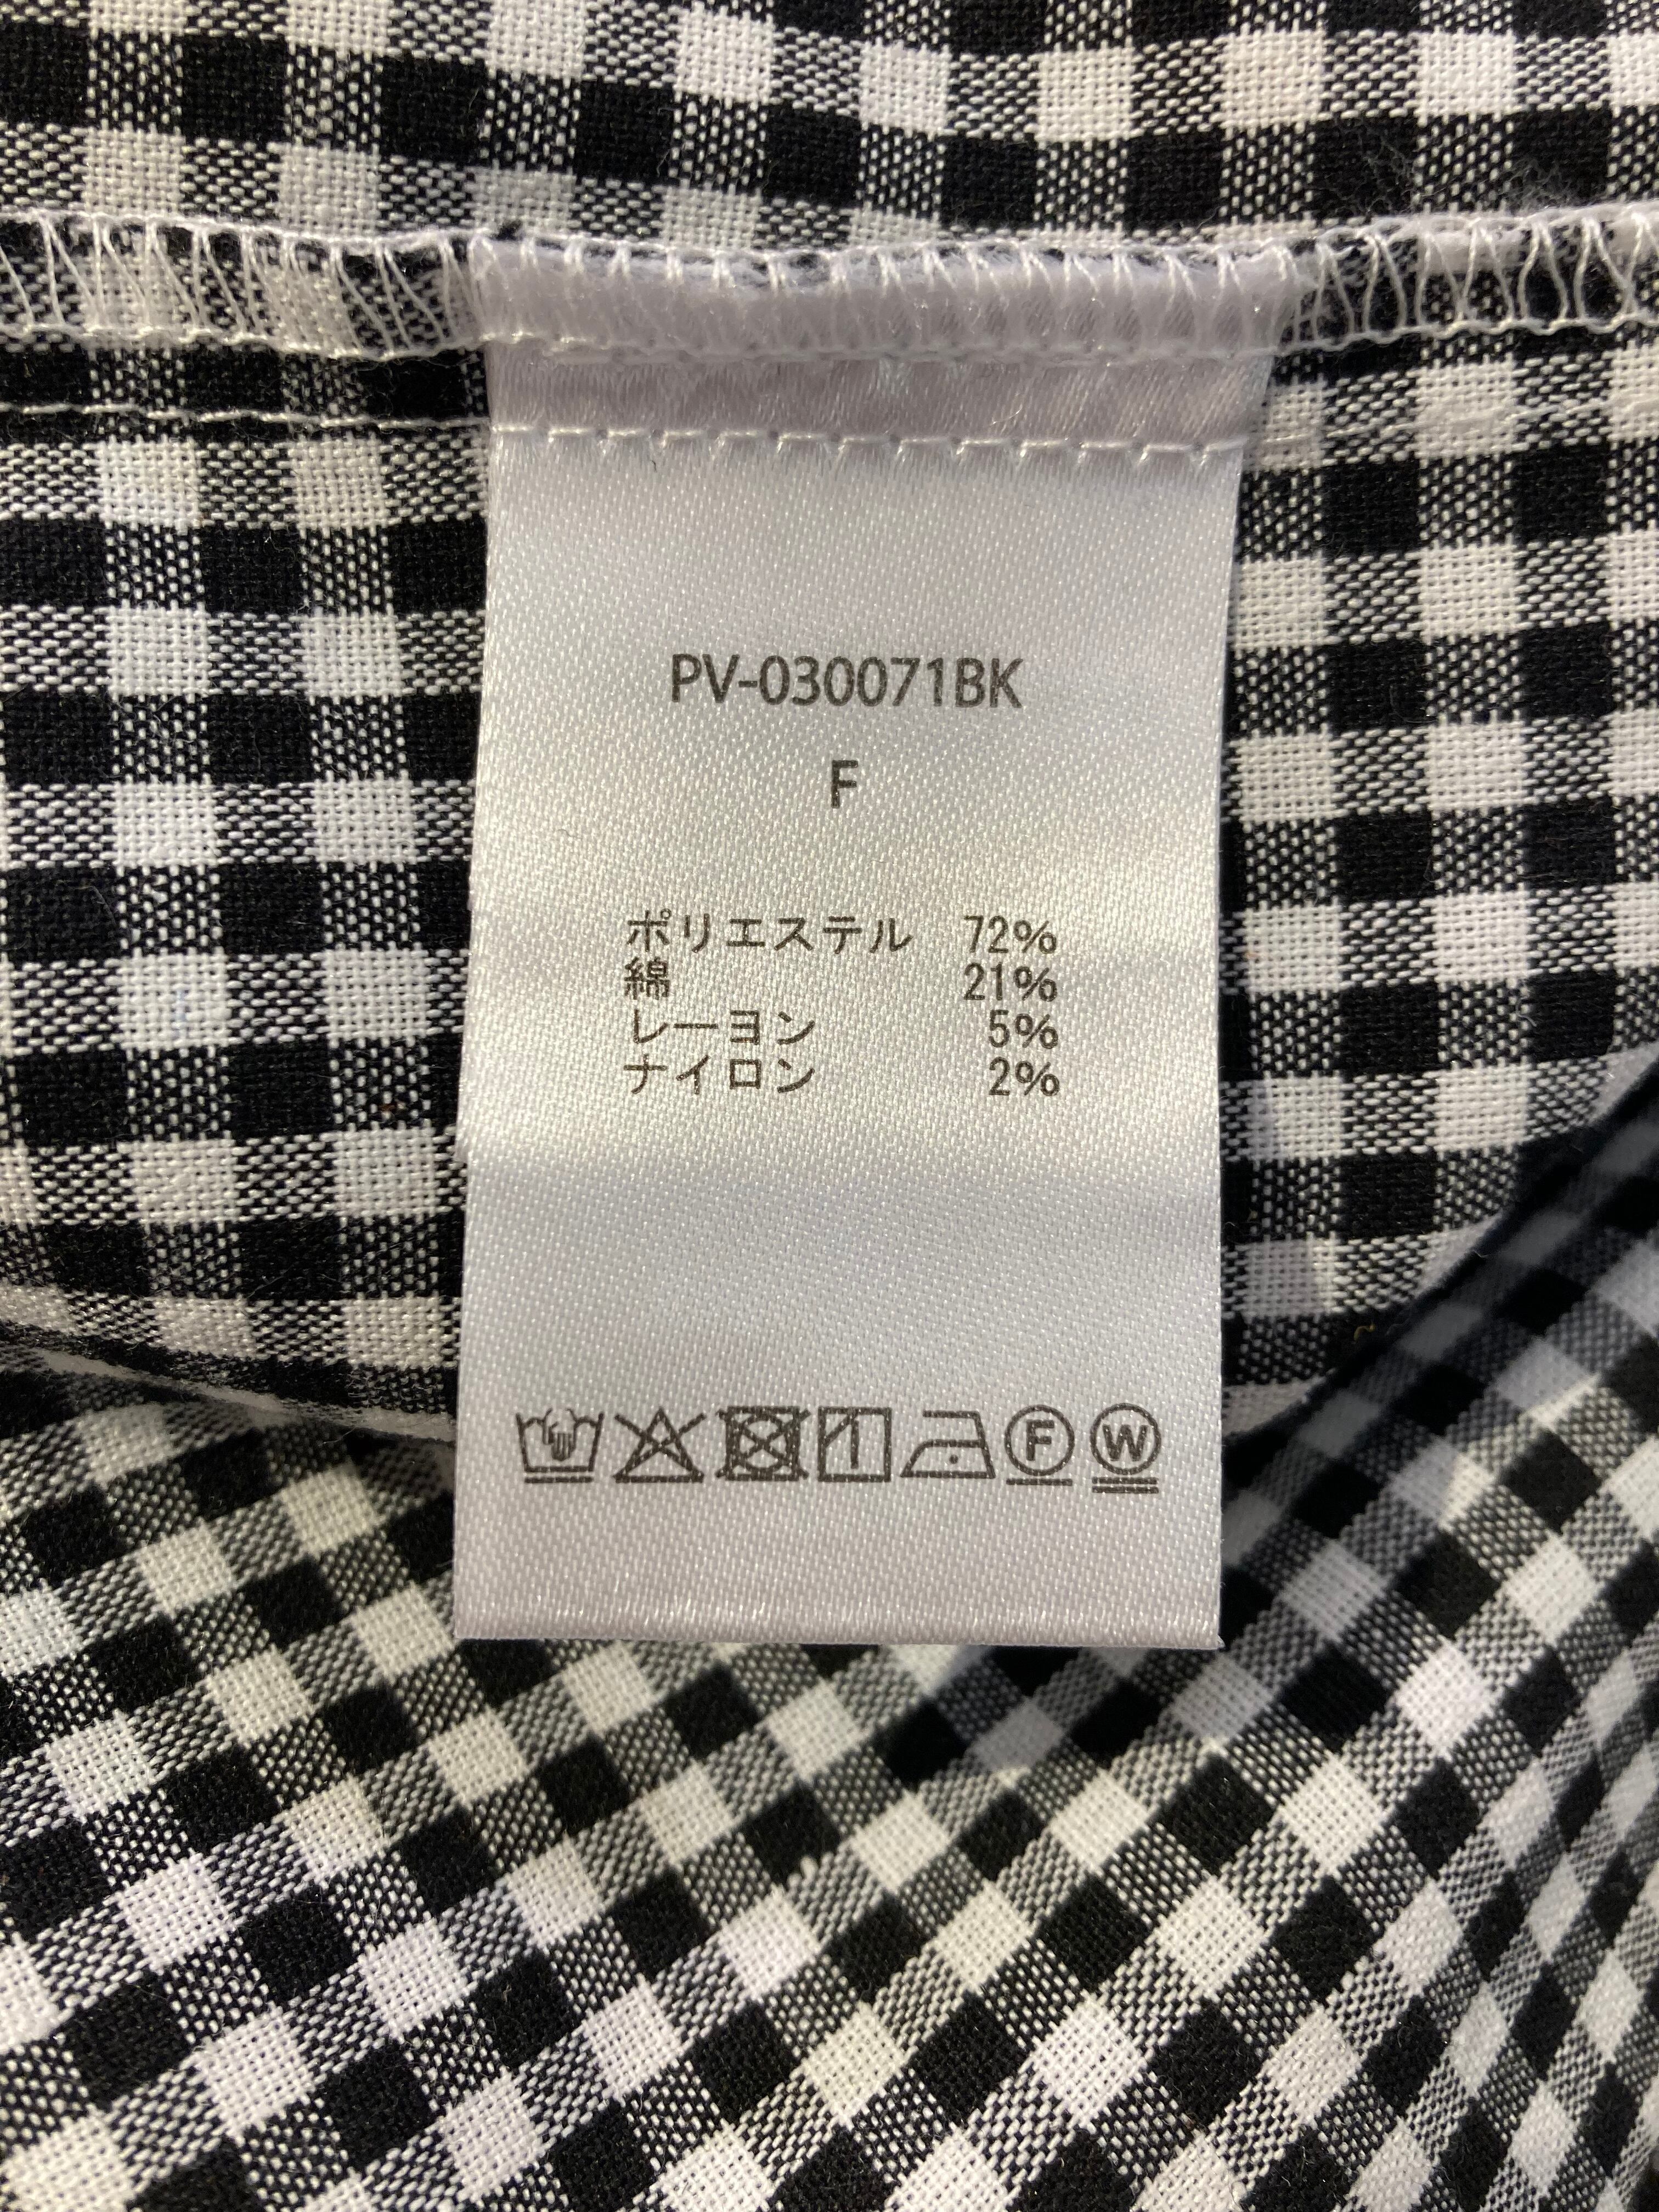 PV-030071BK
F
ポリエステル 72%
綿 21%
レーヨン 5%
ナイロン 2%
F W